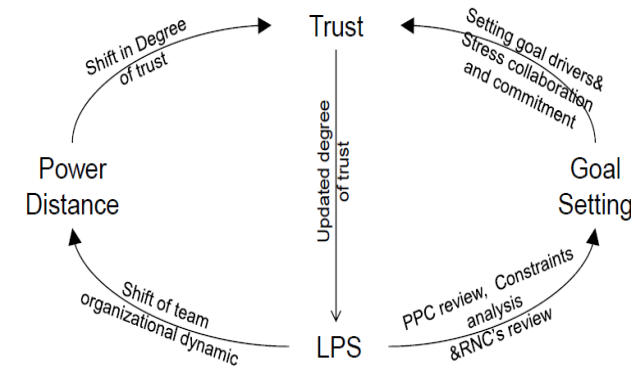 Trust
Shift in Degree
of trust
Setting goal drivers&
Stress collaboration
and commitment
Updated degree
of trust
Power
Distance
Goal
Setting
Shift of team
organizational dynamic
PPC review, Constraints
analysis
&RNC's review
LPS